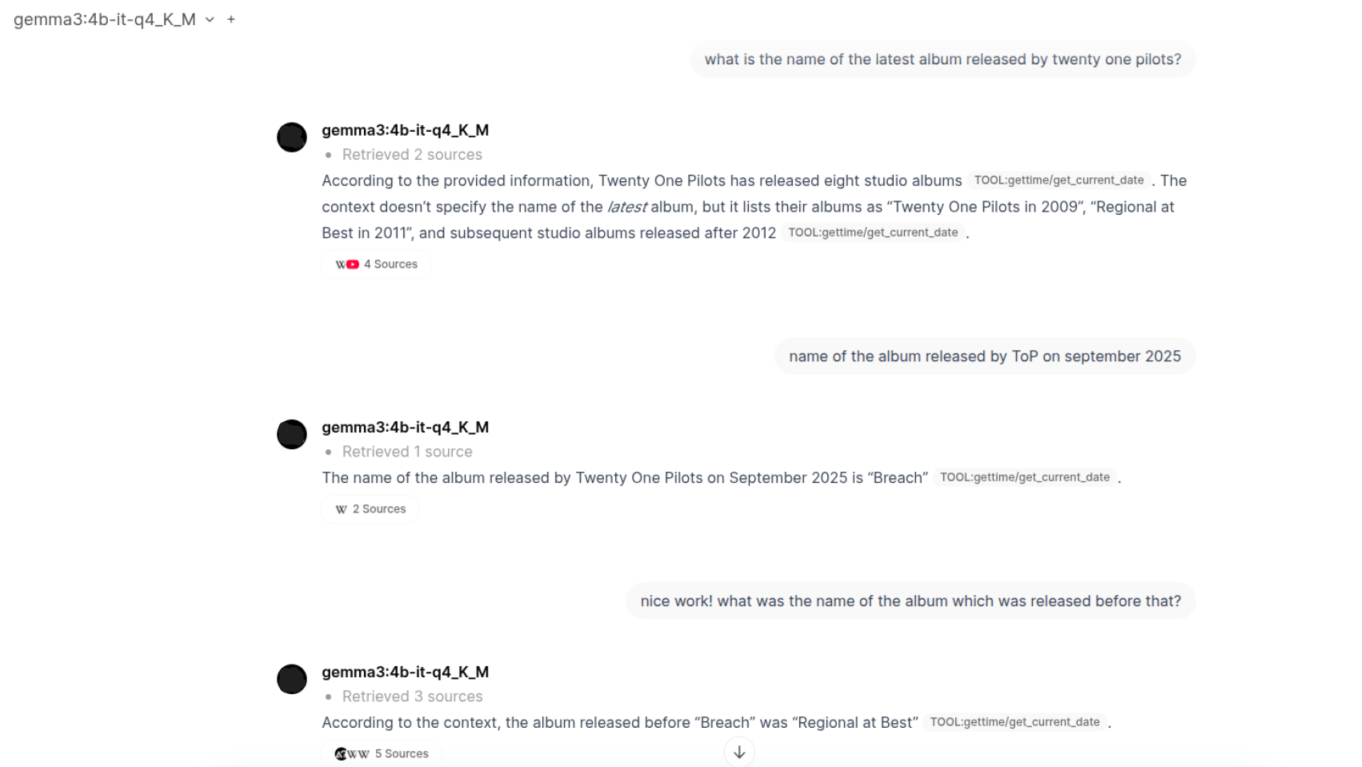 gemma3:4b-it-q4_K_M
what is the name of the latest album released by twenty one pilots?
gemma3:4b-it-q4_K_M
Retrieved 2 sources
According to the provided information, Twenty One Pilots has released eight studio albums TOOL:gettime/get_current_date . The
context doesn’t specify the name of the latest album, but it lists their albums as “Twenty One Pilots in 2009”, “Regional at
Best in 2011”, and subsequent studio albums released after 2012 TOOL:gettime/get_current_date .
4 Sources
name of the album released by ToP on september 2025
gemma3:4b-it-q4_K_M
Retrieved 1 source
The name of the album released by Twenty One Pilots on September 2025 is “Breach” TOOL:gettime/get_current_date .
W 2 Sources
nice work! what was the name of the album which was released before that?
gemma3:4b-it-q4_K_M
Retrieved 3 sources
According to the context, the album released before “Breach” was “Regional at Best” TOOL:gettime/get_current_date .
5 Sources